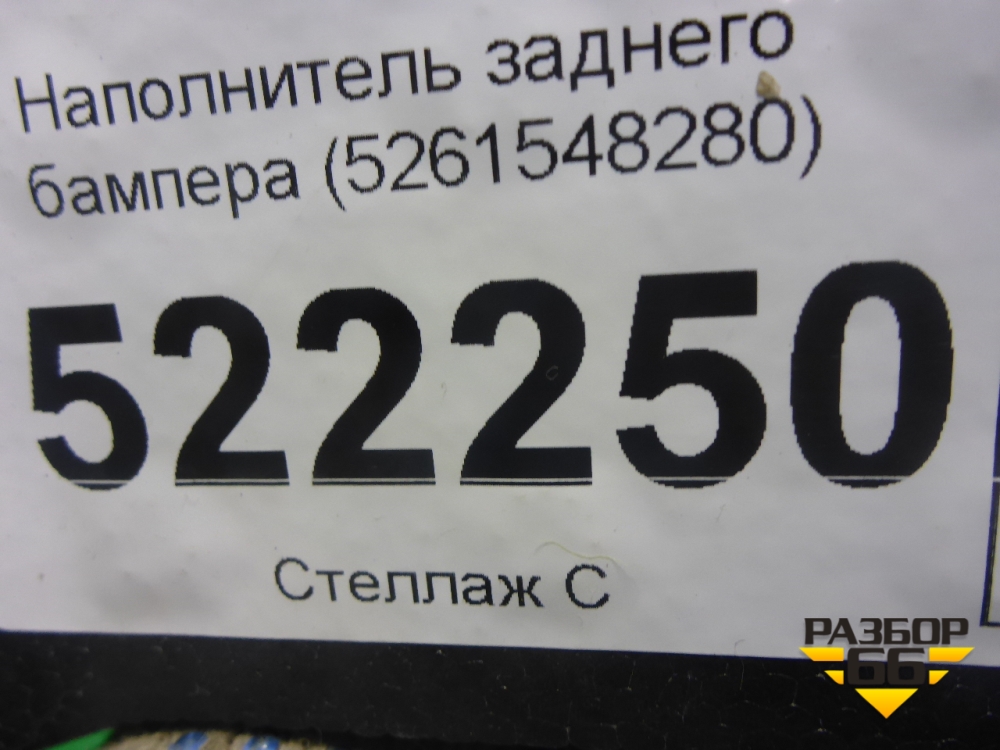 Наполнитель заднего
бампера (5261548280)
522250
Стеллаж С
РАЗБОР
66